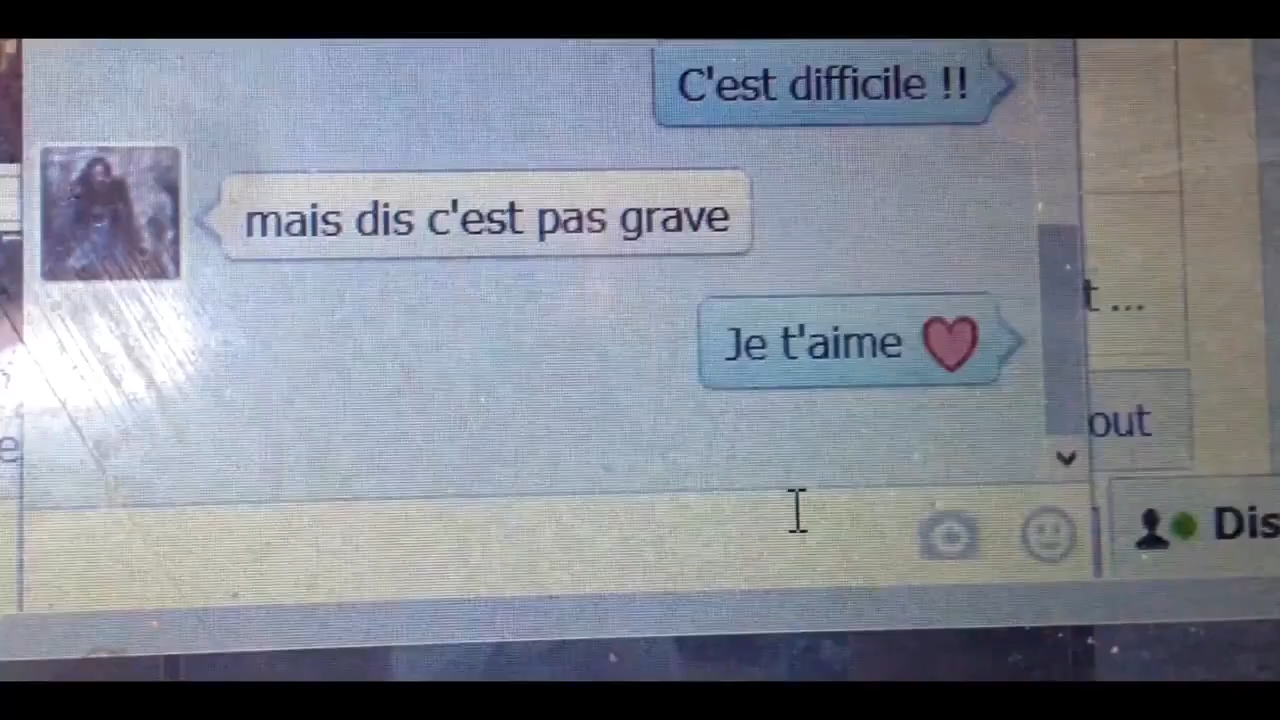 C'est difficile !!
mais dis c'est pas grave
Je t'aime
t ...
out
e
Dis